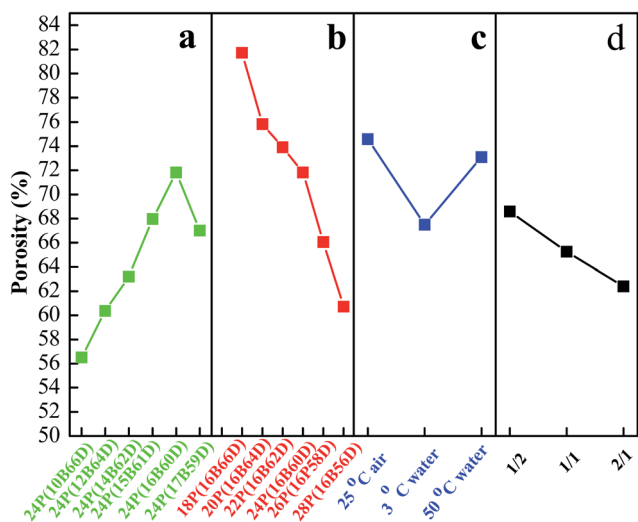 a
b
c
d
Porosity (%)
84
82
80
78
76
74
72
70
68
66
64
62
60
58
56
54
52
50
24P(10B66D)
24P(12B64D)
24P(14B62D)
24P(15B61D)
24P(16B60D)
24P(17B59D)
18P(16B66D)
20P(16B64D)
22P(16B62D)
24P(16B60D)
26P(16P58D)
28P(16B56D)
25 °C air
3 °C water
50 °C water
1/2
1/1
2/1